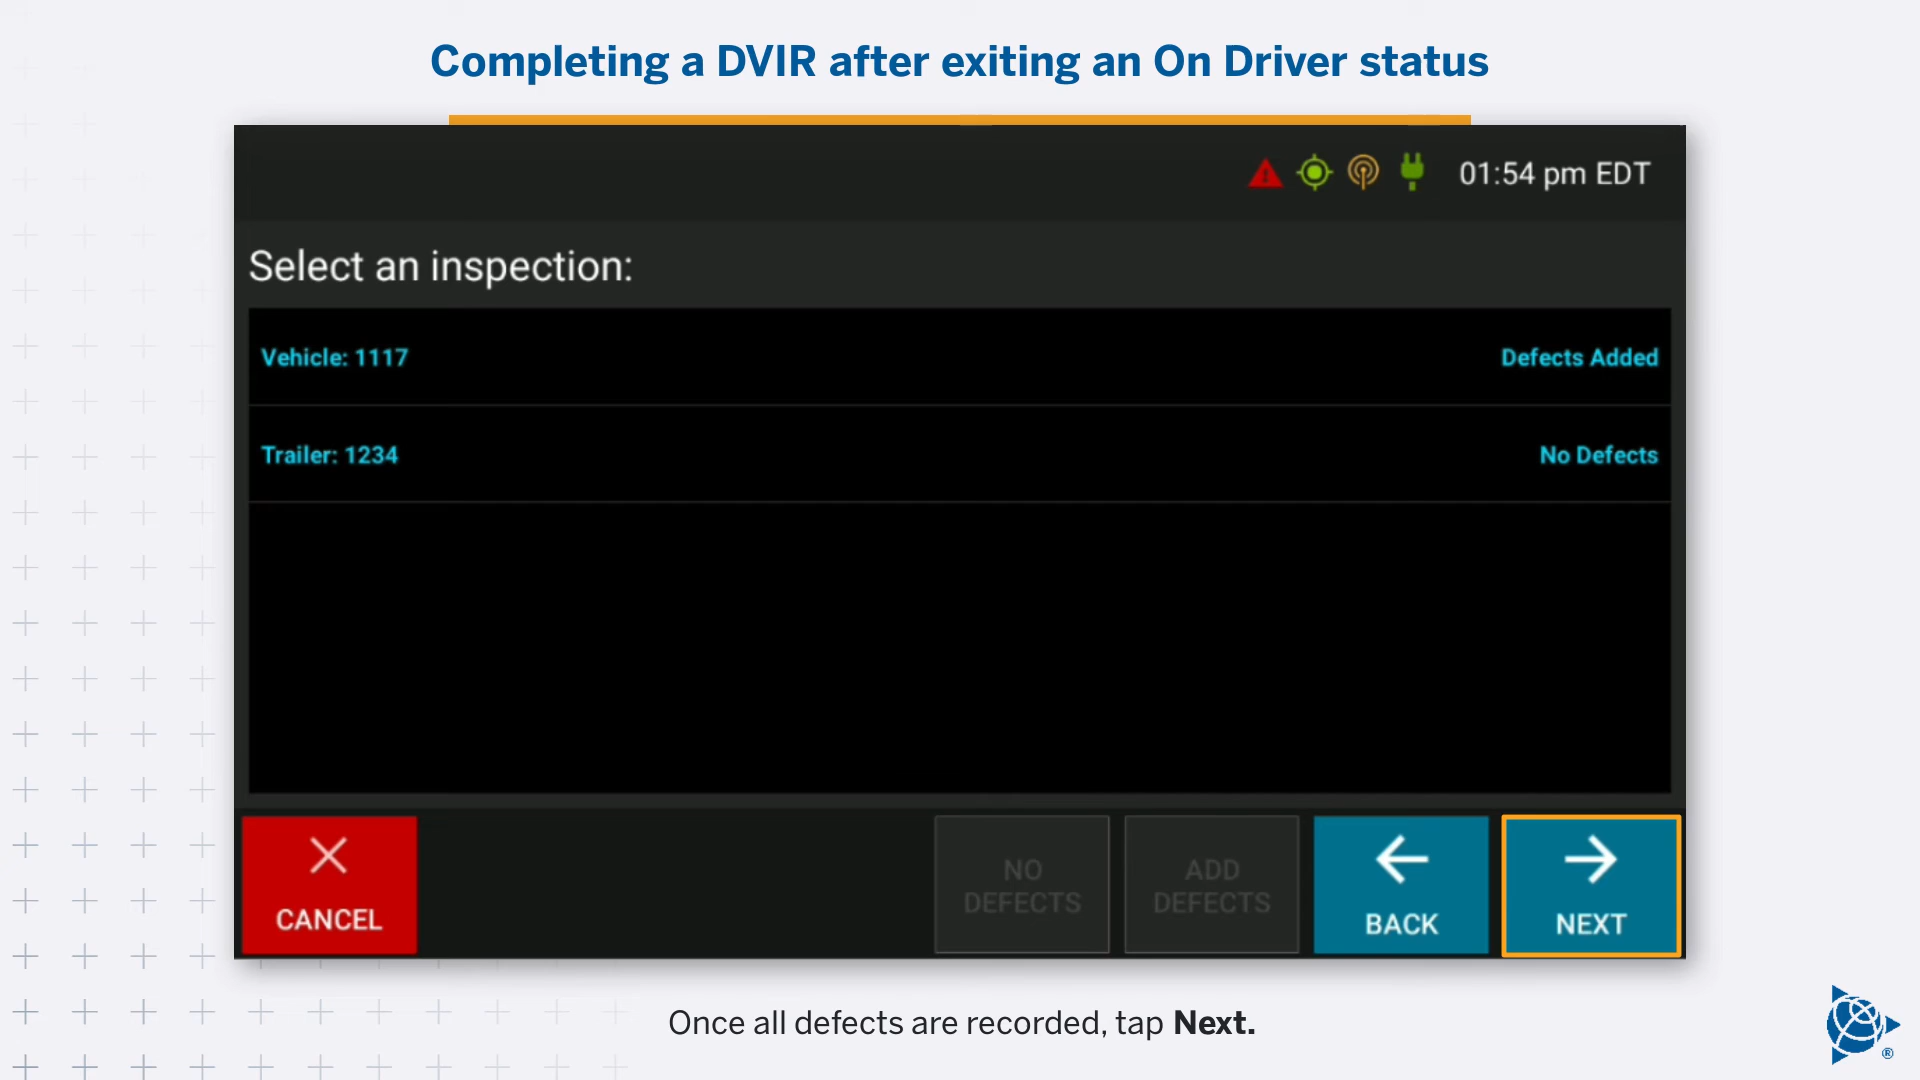 Completing a DVIR after exiting an On Driver status
01:54 pm EDT
Select an inspection:
Vehicle: 1117 Defects Added
Trailer: 1234 No Defects
CANCEL
NO
DEFECTS
ADD
DEFECTS
BACK
NEXT
Once all defects are recorded, tap Next.
®